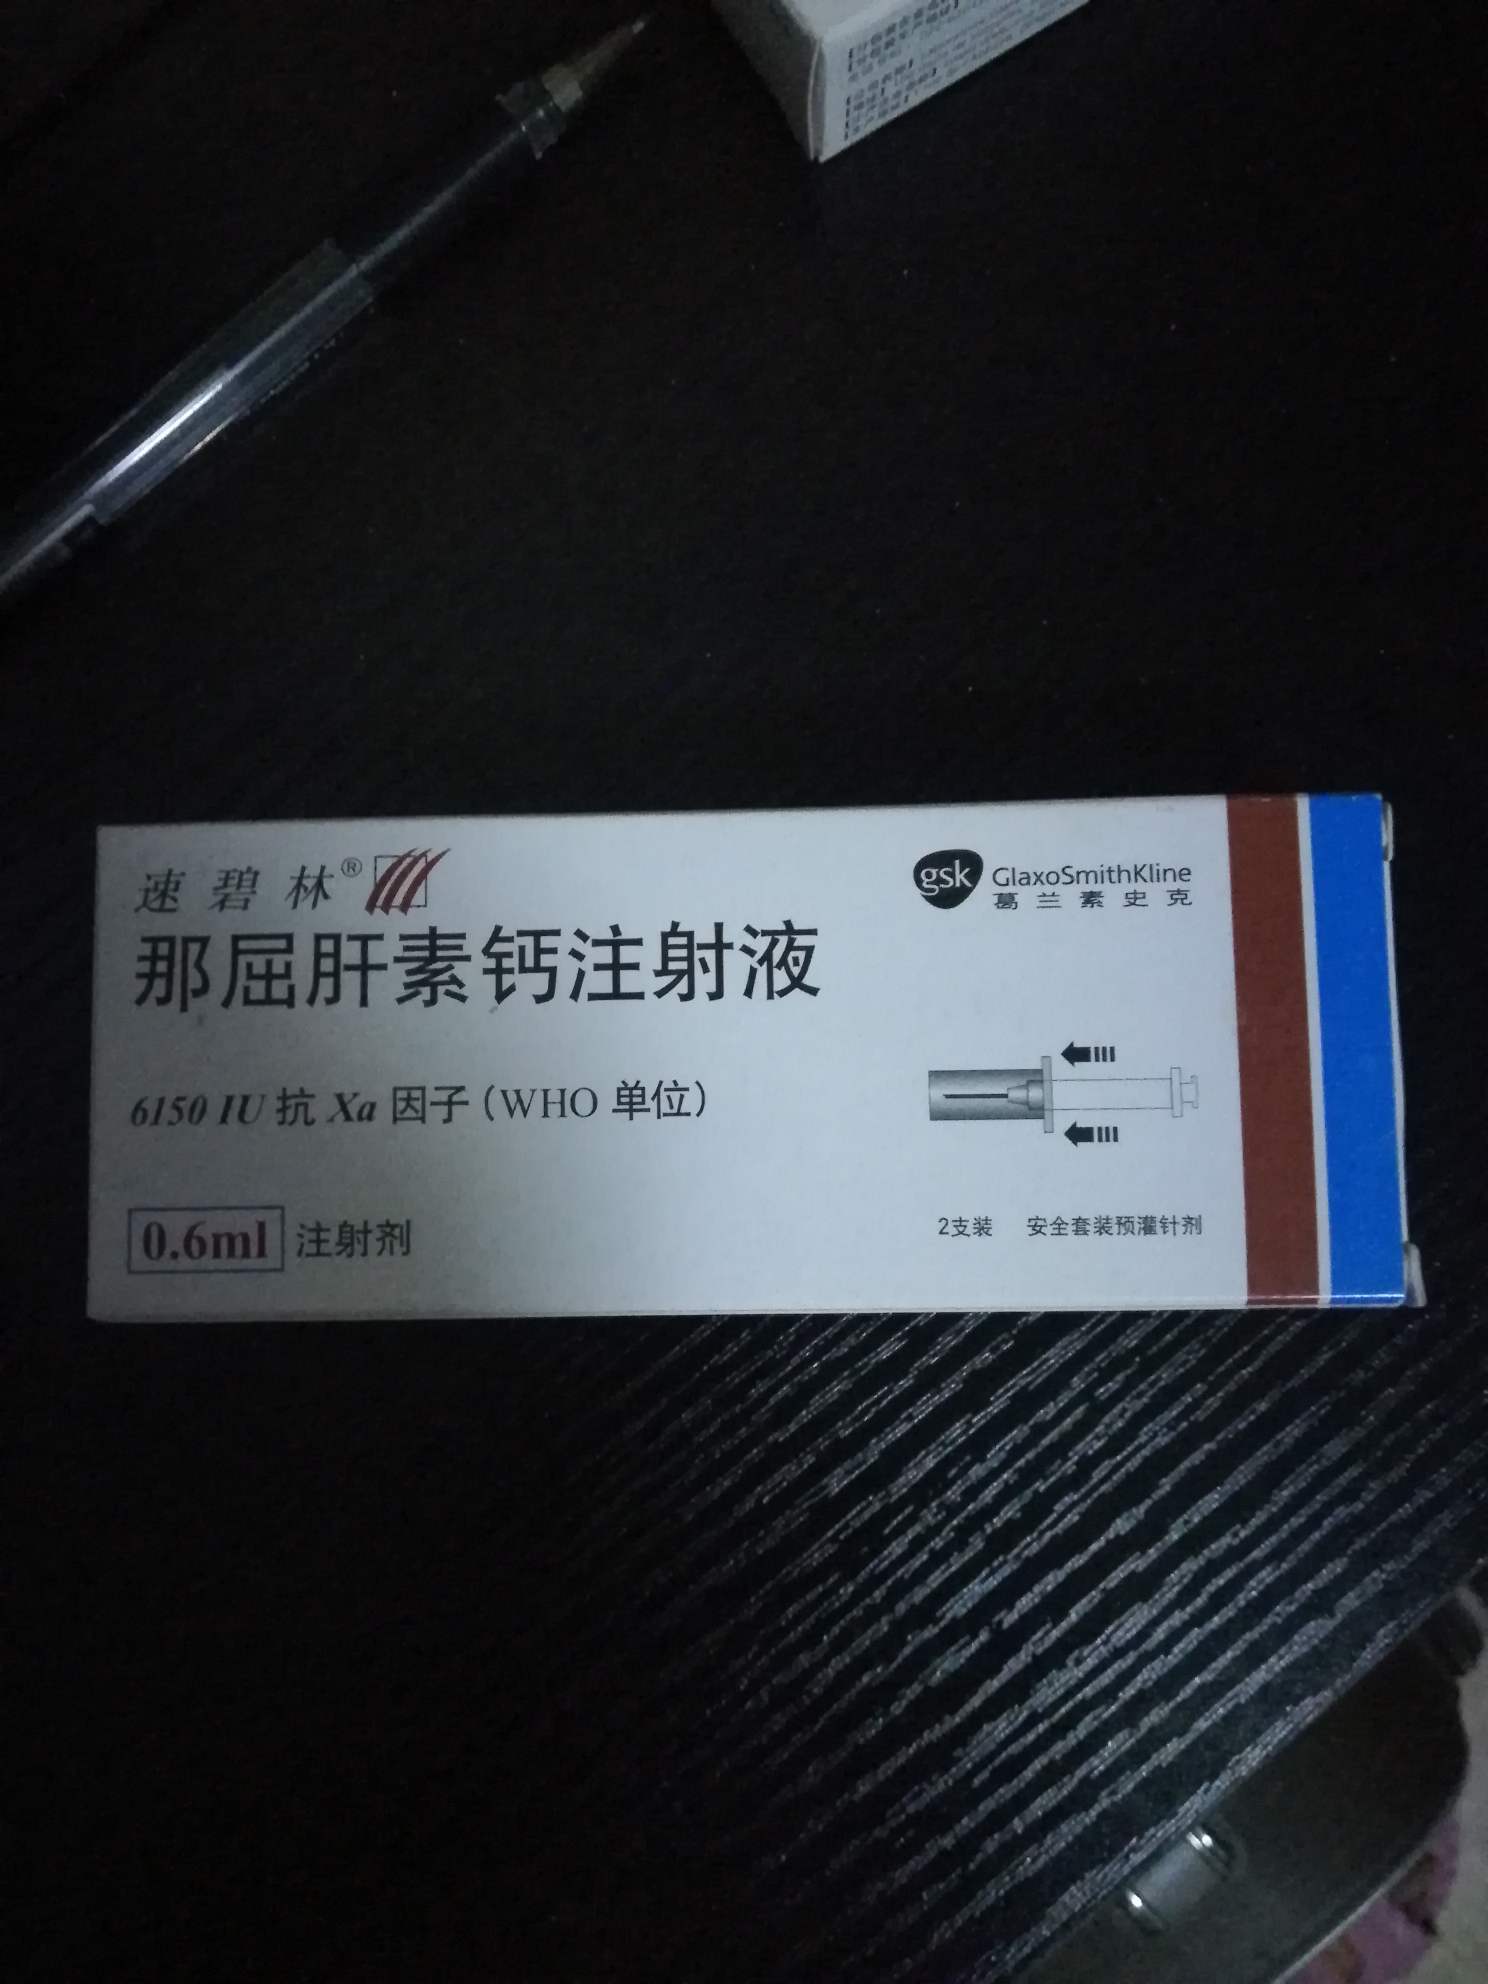 速碧林®
gsk GlaxoSmithKline
葛兰素史克
那屈肝素钙注射液
6150 IU 抗 Xa 因子(WHO 单位)
0.6ml 注射剂
2支装 安全套装预灌针剂